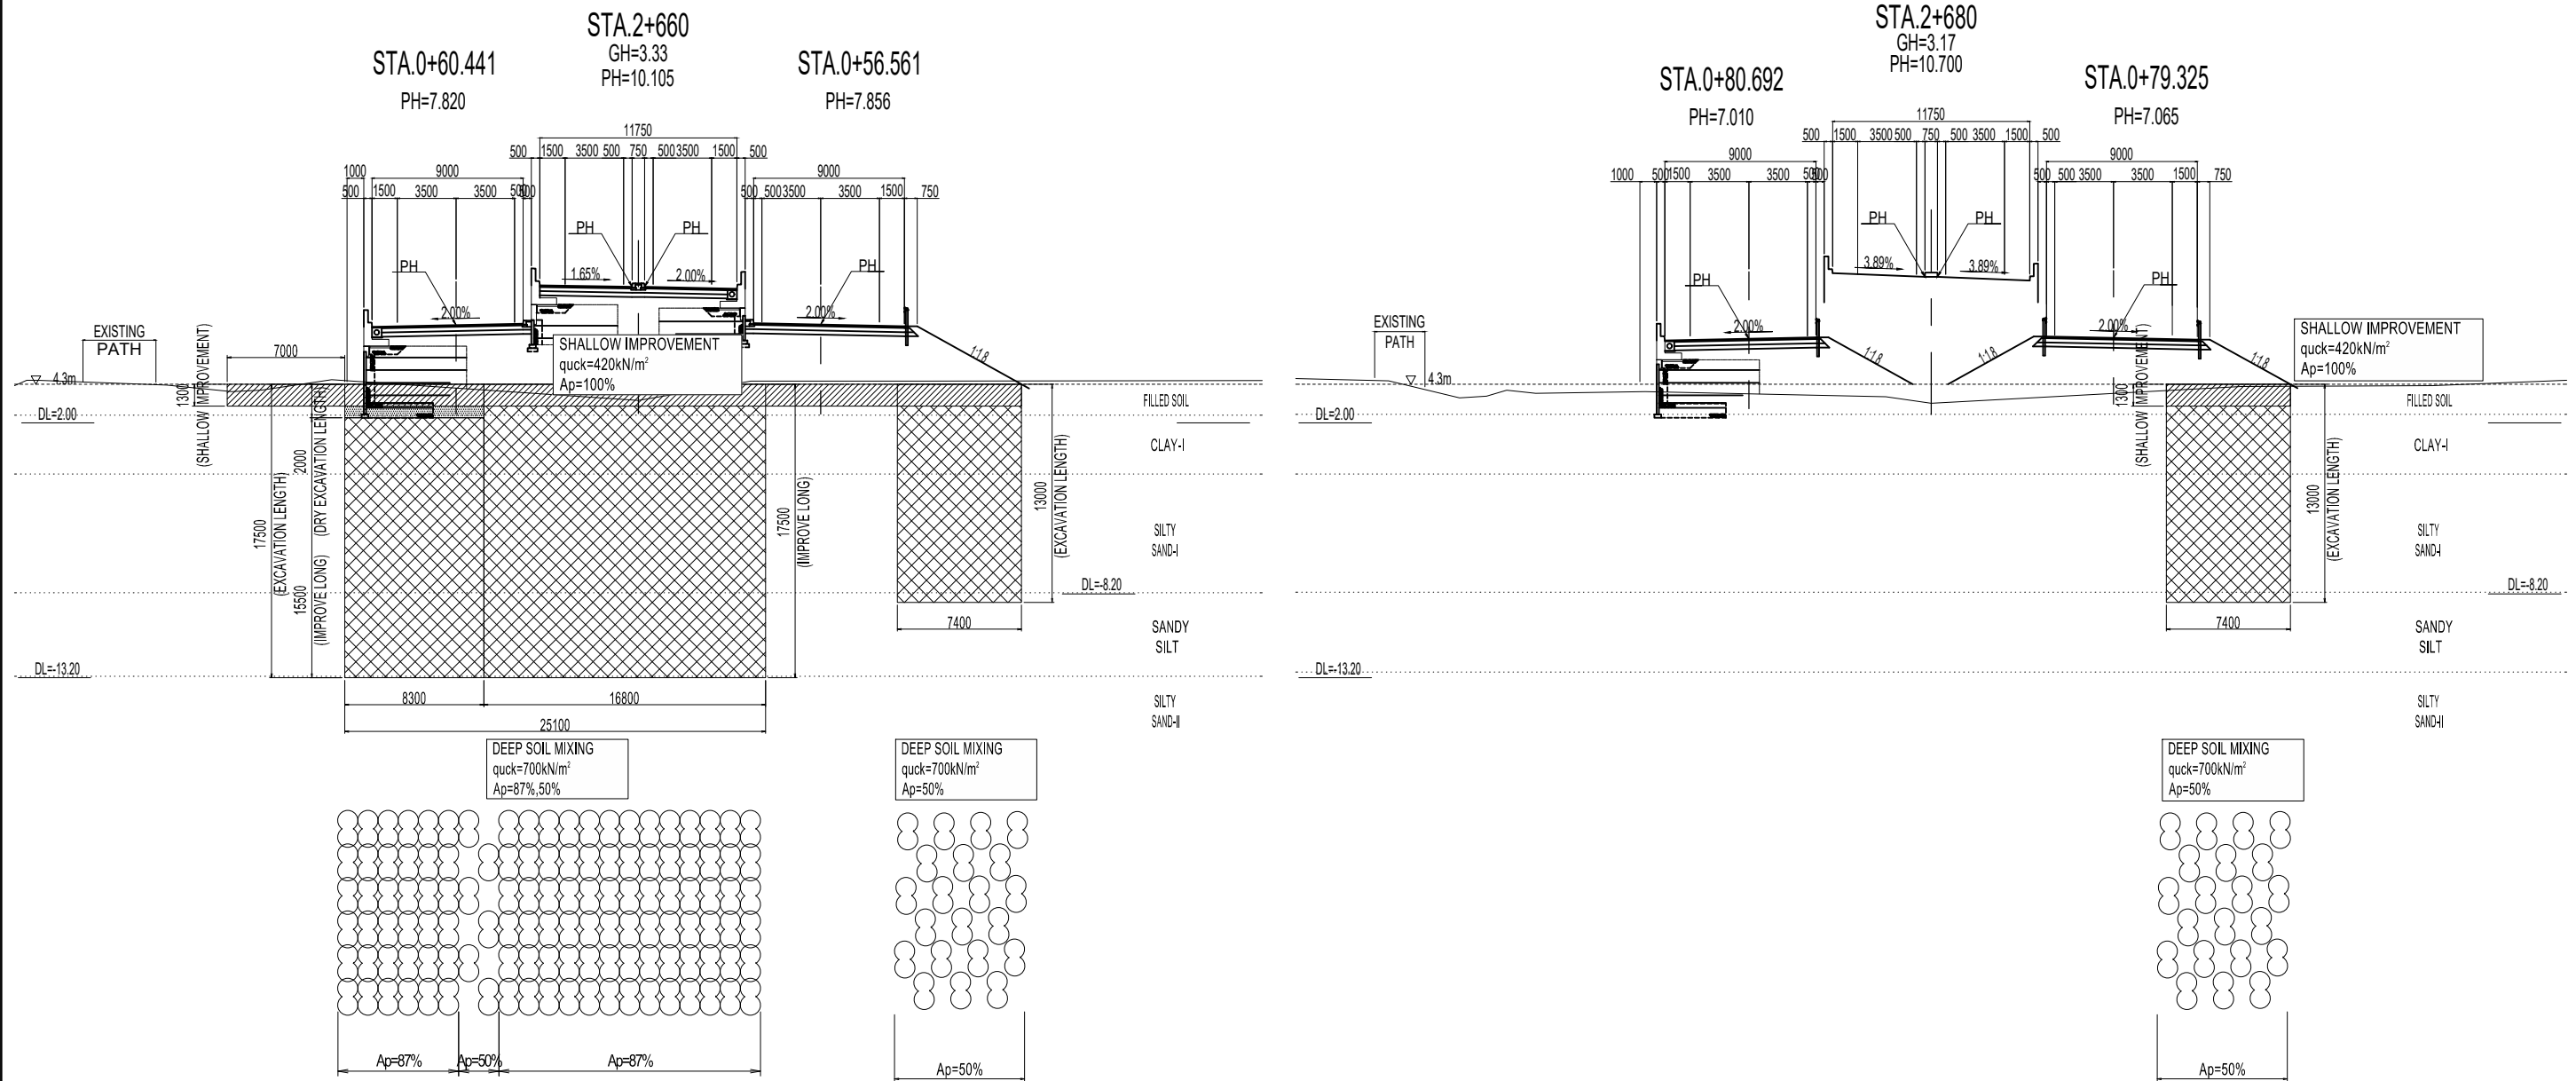 STA.2+660
GH=3.33
PH=10.105
STA.0+60.441
PH=7.820
STA.0+56.561
PH=7.856
11750
500 1500 3500 500 750 500 3500 1500 500
1000 9000
500 1500 3500 3500 500
9000
500 500 3500 3500 1500 750
PH PH
1.65% 2.00%
PH
2.00%
PH
2.00%
EXISTING
PATH
4.3m
7000
1300
(SHALLOW IMPROVEMENT)
SHALLOW IMPROVEMENT
quck=420kN/m²
Ap=100%
1:1.8
DL=2.00
FILLED SOIL
CLAY-I
SILTY
SAND-I
DL=-8.20
SANDY
SILT
DL=-13.20
SILTY
SAND-II
17500
(EXCAVATION LENGTH)
2000
(DRY EXCAVATION LENGTH)
15500
(IMPROVE LONG)
17500
(IMPROVE LONG)
13000
(EXCAVATION LENGTH)
7400
8300 16800
25100
DEEP SOIL MIXING
quck=700kN/m²
Ap=87%,50%
DEEP SOIL MIXING
quck=700kN/m²
Ap=50%
Ap=87% Ap=50% Ap=87%
Ap=50%
STA.2+680
GH=3.17
PH=10.700
STA.0+80.692
PH=7.010
STA.0+79.325
PH=7.065
11750
500 1500 3500 500 750 500 3500 1500 500
9000
1000 500 1500 3500 3500 500 500
9000
500 500 3500 3500 1500 750
PH PH
3.89% 3.89%
PH
2.00%
PH
2.00%
EXISTING
PATH
4.3m
1:1.8 1:1.8
1:1.8
1300
(SHALLOW IMPROVEMENT)
SHALLOW IMPROVEMENT
quck=420kN/m²
Ap=100%
DL=2.00
FILLED SOIL
CLAY-I
SILTY
SAND-I
13000
(EXCAVATION LENGTH)
DL=-8.20
7400
SANDY
SILT
DL=-13.20
SILTY
SAND-II
DEEP SOIL MIXING
quck=700kN/m²
Ap=50%
Ap=50%